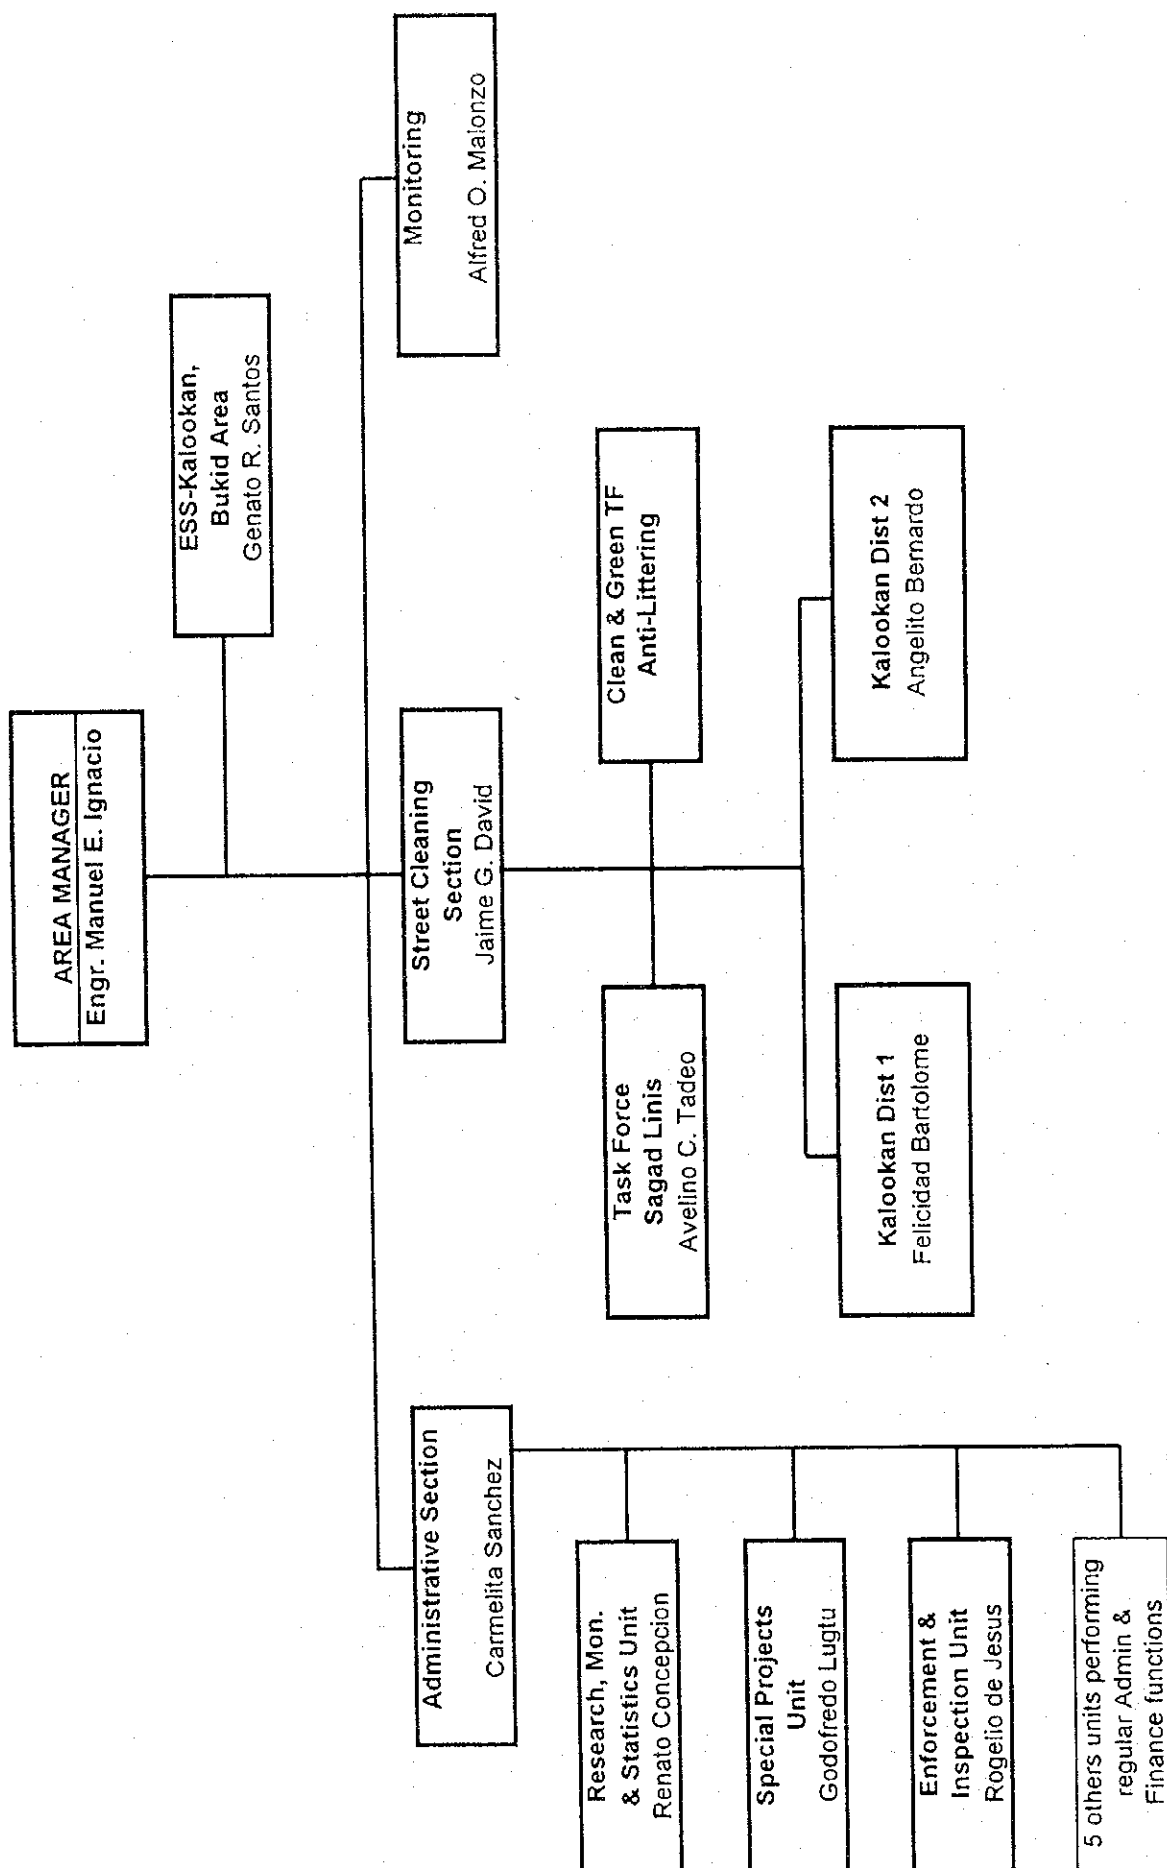 AREA MANAGER
Engr. Manuel E. Ignacio
ESS-Kalookan,
Bukid Area
Genato R. Santos
Administrative Section
Carmelita Sanchez
Street Cleaning
Section
Jaime G. David
Monitoring
Alfred O. Malonzo
Research, Mon.
& Statistics Unit
Renato Concepcion
Special Projects
Unit
Godofredo Lugtu
Enforcement &
Inspection Unit
Rogelio de Jesus
5 others units performing
regular Admin &
Finance functions
Task Force
Sagad Linis
Avelino C. Tadeo
Clean & Green TF
Anti-Littering
Kalookan Dist 1
Felicidad Bartolome
Kalookan Dist 2
Angelito Bernardo